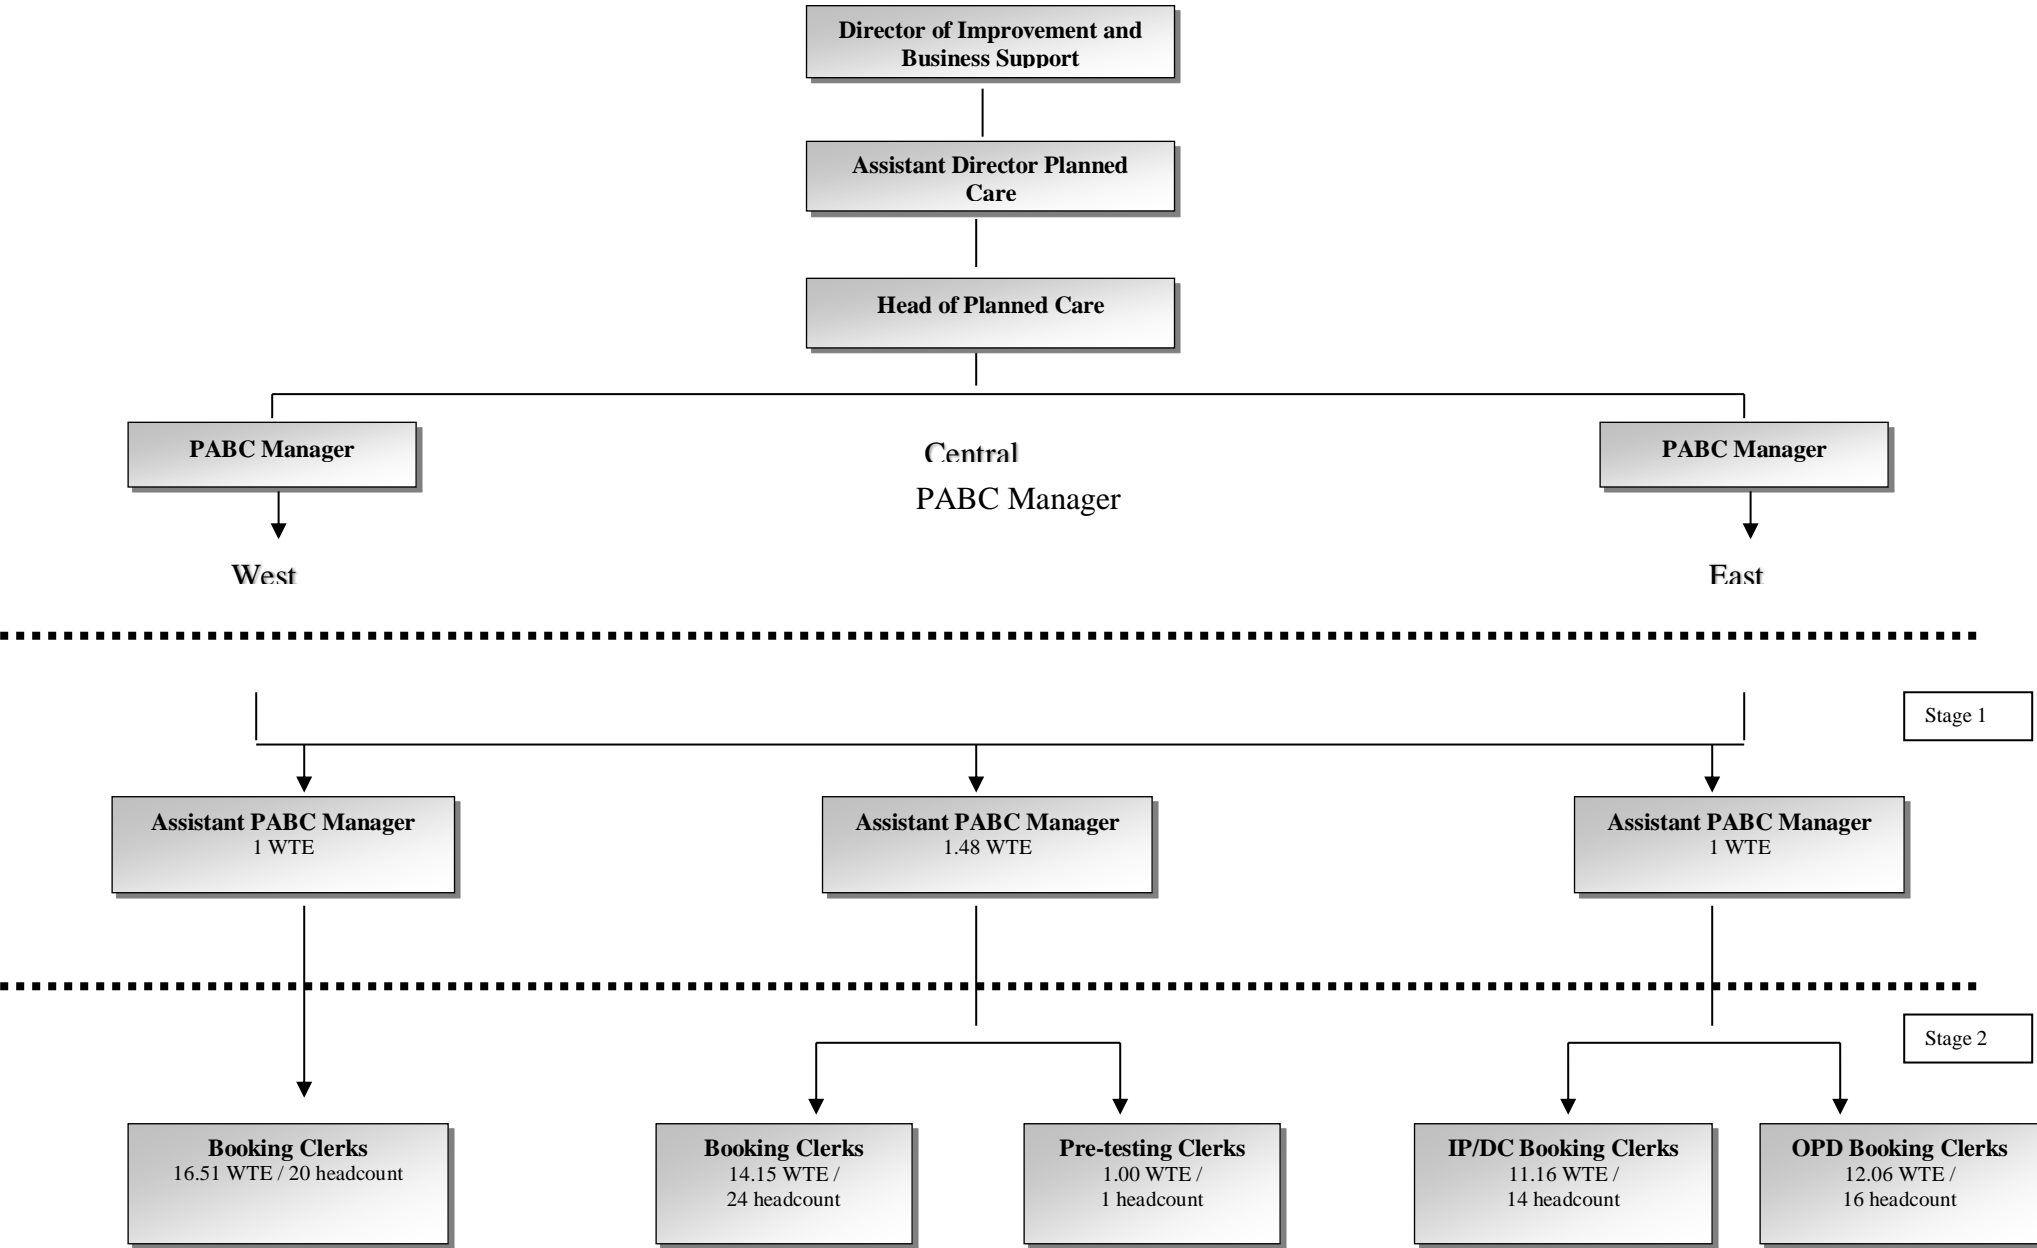 Director of Improvement and
Business Support
Assistant Director Planned
Care
Head of Planned Care
PABC Manager
Central
PABC Manager
PABC Manager
West
East
Stage 1
Assistant PABC Manager
1 WTE
Assistant PABC Manager
1.48 WTE
Assistant PABC Manager
1 WTE
Stage 2
Booking Clerks
16.51 WTE / 20 headcount
Booking Clerks
14.15 WTE /
24 headcount
Pre-testing Clerks
1.00 WTE /
1 headcount
IP/DC Booking Clerks
11.16 WTE /
14 headcount
OPD Booking Clerks
12.06 WTE /
16 headcount